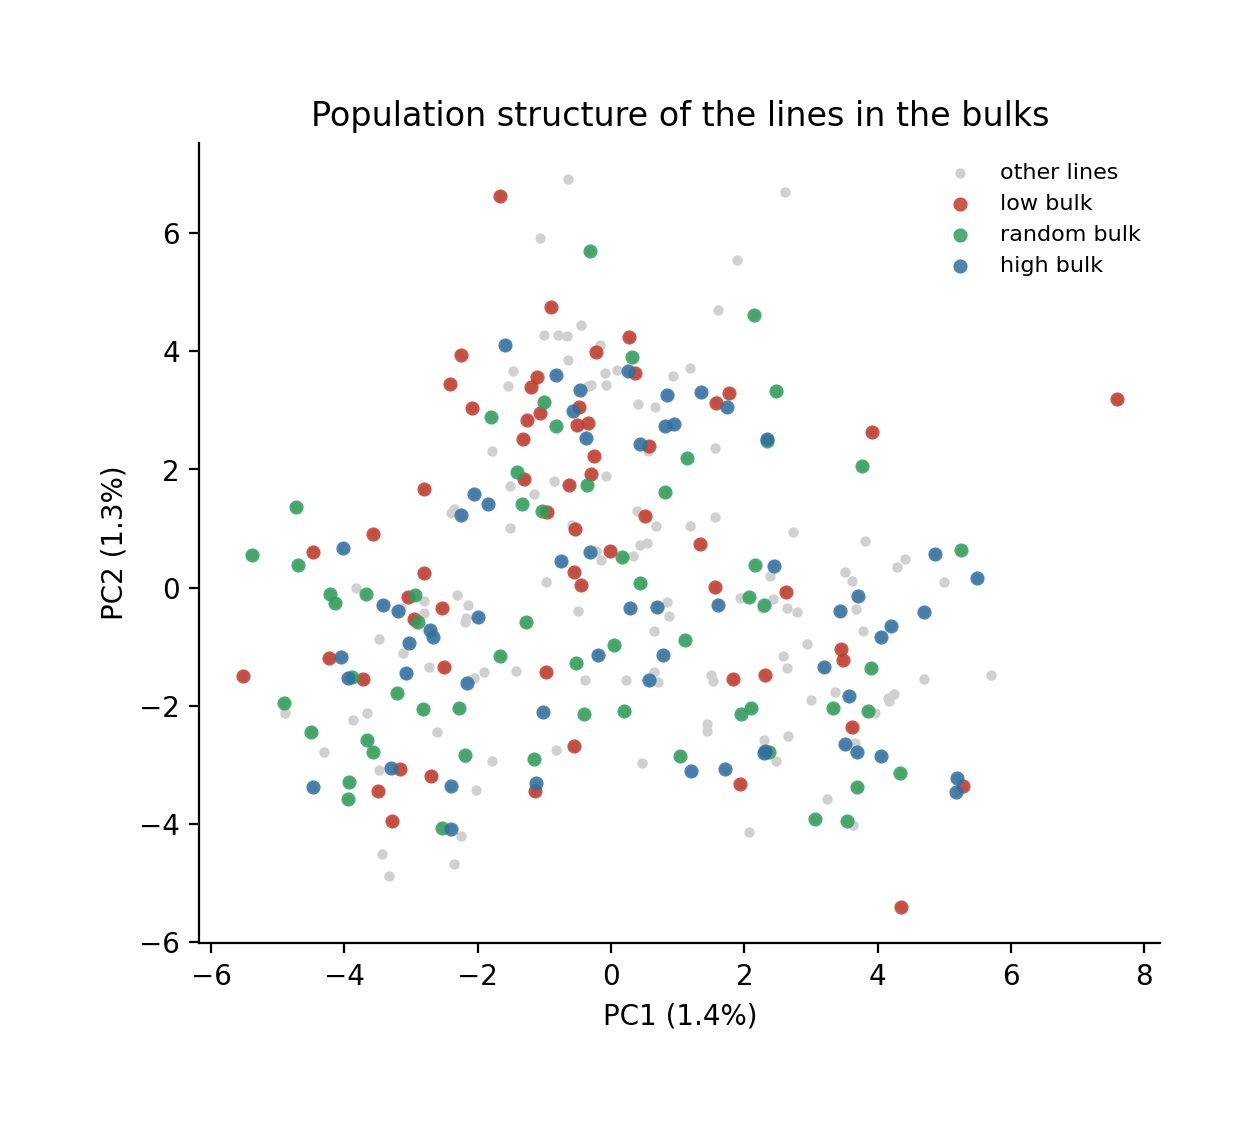 Population structure of the lines in the bulks
other lines
low bulk
random bulk
high bulk
PC2 (1.3%)
6
4
2
0
−2
−4
−6
−6 −4 −2 0 2 4 6 8
PC1 (1.4%)